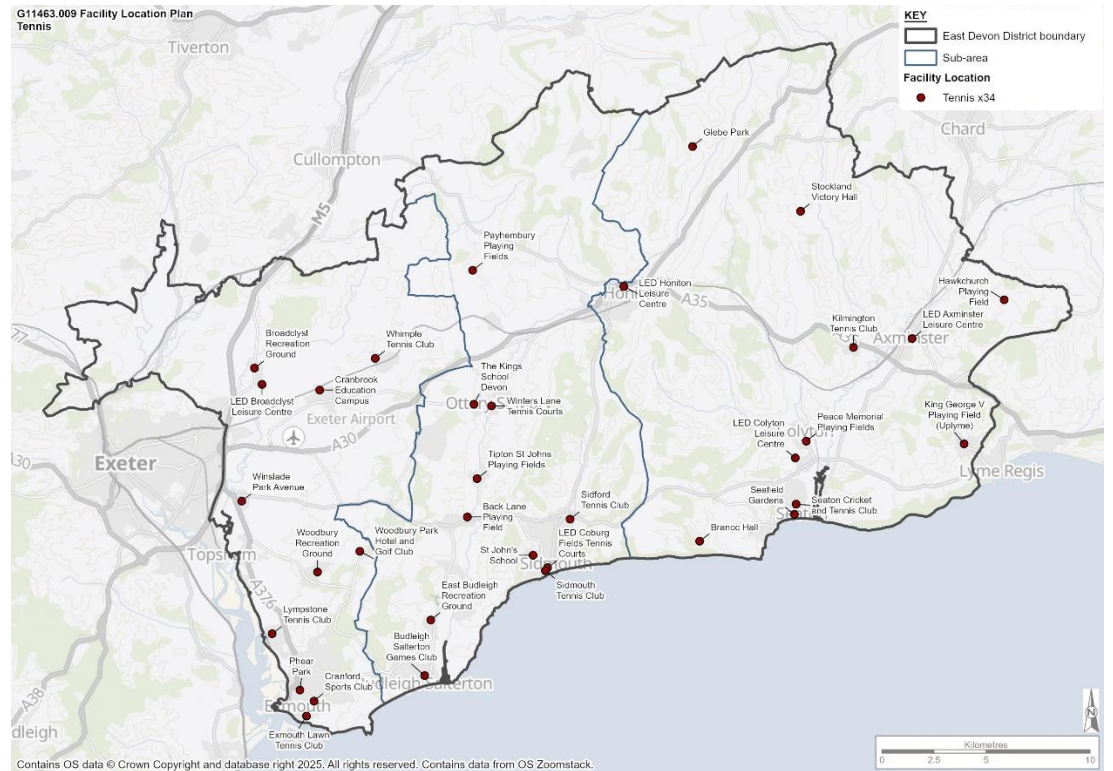 G11463.009 Facility Location Plan
Tennis
KEY
East Devon District boundary
Sub-area
Facility Location
Tennis x34
Tiverton
Cullompton
M5
Chard
Glebe Park
Stockland
Victory Hall
Payhembury
Playing
Fields
LED Honiton
Leisure
Centre
A35
Hawkchurch
Playing
Field
Kilmington
Tennis Club
Axminster
LED Axminster
Leisure Centre
Broadclyst
Recreation
Ground
Whimple
Tennis Club
LED Broadclyst
Leisure Centre
Cranbrook
Education
Campus
The Kings
School
Devon
Winters Lane
Tennis Courts
Exeter Airport
A30
Exeter
A30
King George V
Playing Field
(Uplyme)
Lyme Regis
LED Colyton
Leisure
Centre
Peace Memorial
Playing Fields
Tipton St Johns
Playing Fields
Winslade
Park Avenue
Back Lane
Playing
Field
Sidford
Tennis Club
Seafield
Gardens
Seaton Cricket
and Tennis Club
Branco Hall
Topsham
Woodbury
Recreation
Ground
Woodbury Park
Hotel and
Golf Club
St John's
School
LED Coburg
Fields Tennis
Courts
Sidmouth
Sidmouth
Tennis Club
A376
East Budleigh
Recreation
Ground
Lympstone
Tennis Club
Budleigh
Salterton
Games Club
Phear
Park
Cranford
Sports Club
Exmouth Lawn
Tennis Club
A38
N
Kilometres
0 2.5 5 10
Contains OS data © Crown Copyright and database right 2025. All rights reserved. Contains data from OS Zoomstack.